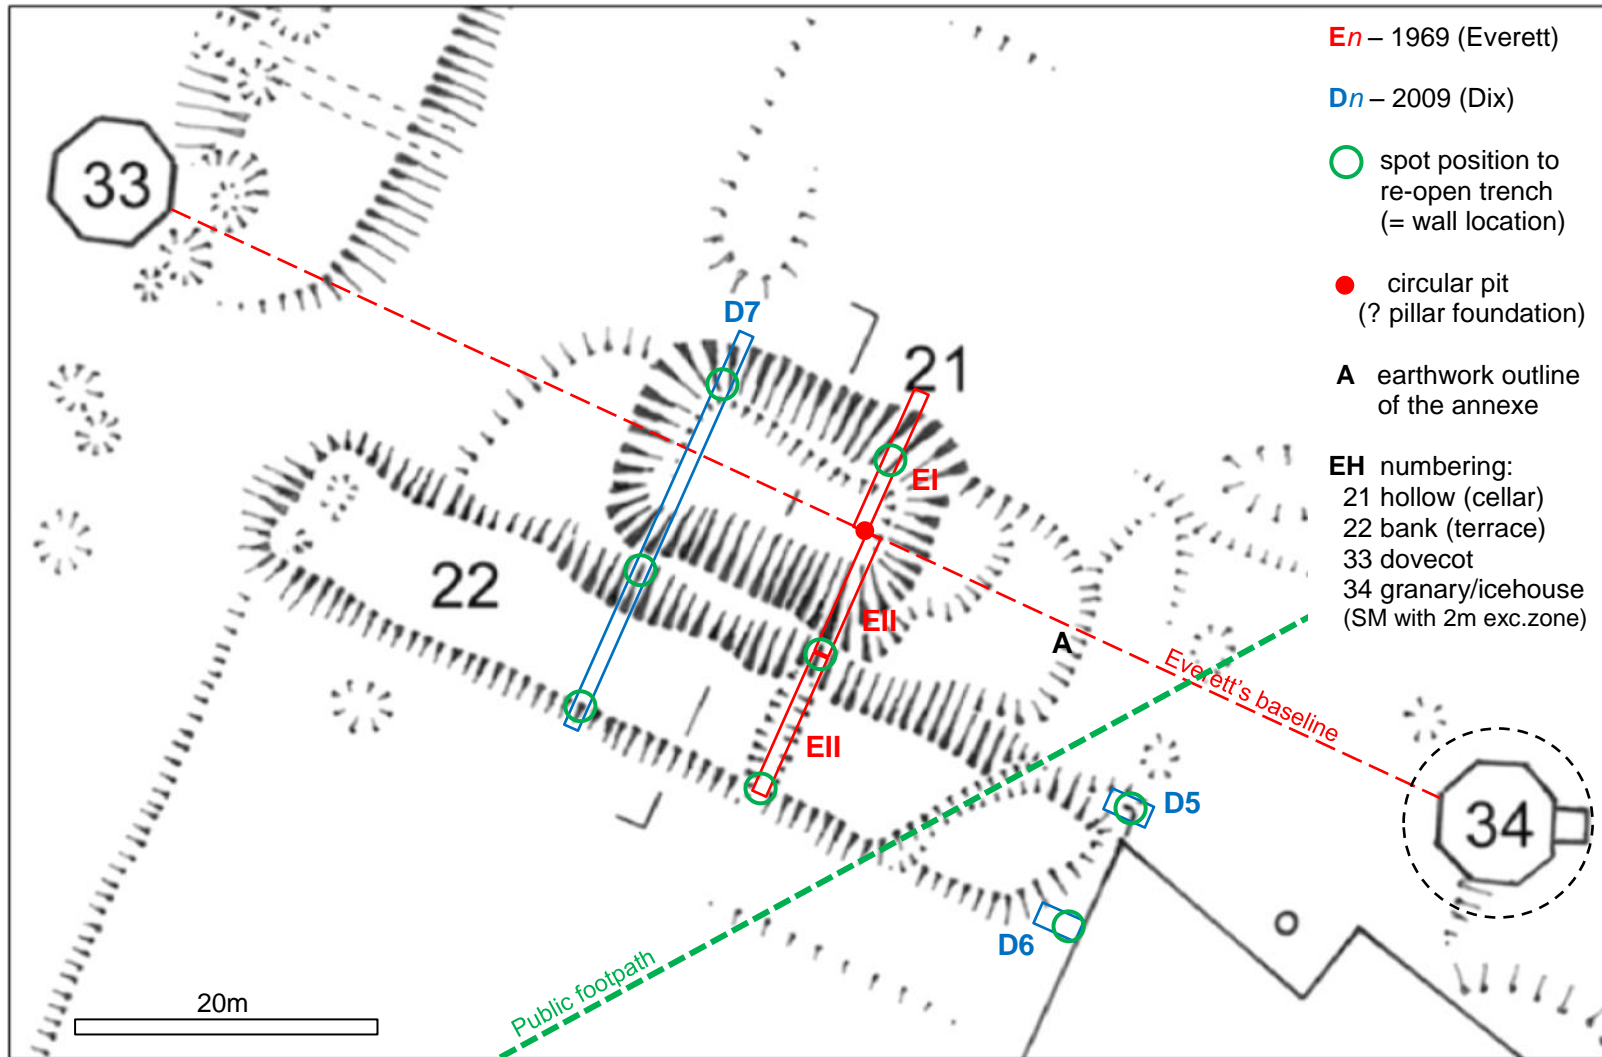 En – 1969 (Everett)
Dn – 2009 (Dix)
spot position to
re-open trench
(= wall location)
circular pit
(? pillar foundation)
A earthwork outline
of the annexe
EH numbering:
21 hollow (cellar)
22 bank (terrace)
33 dovecot
34 granary/icehouse
(SM with 2m exc.zone)
33
D7
21
EI
22
EII
A
Everett's baseline
EII
D5
34
D6
Public footpath
20m